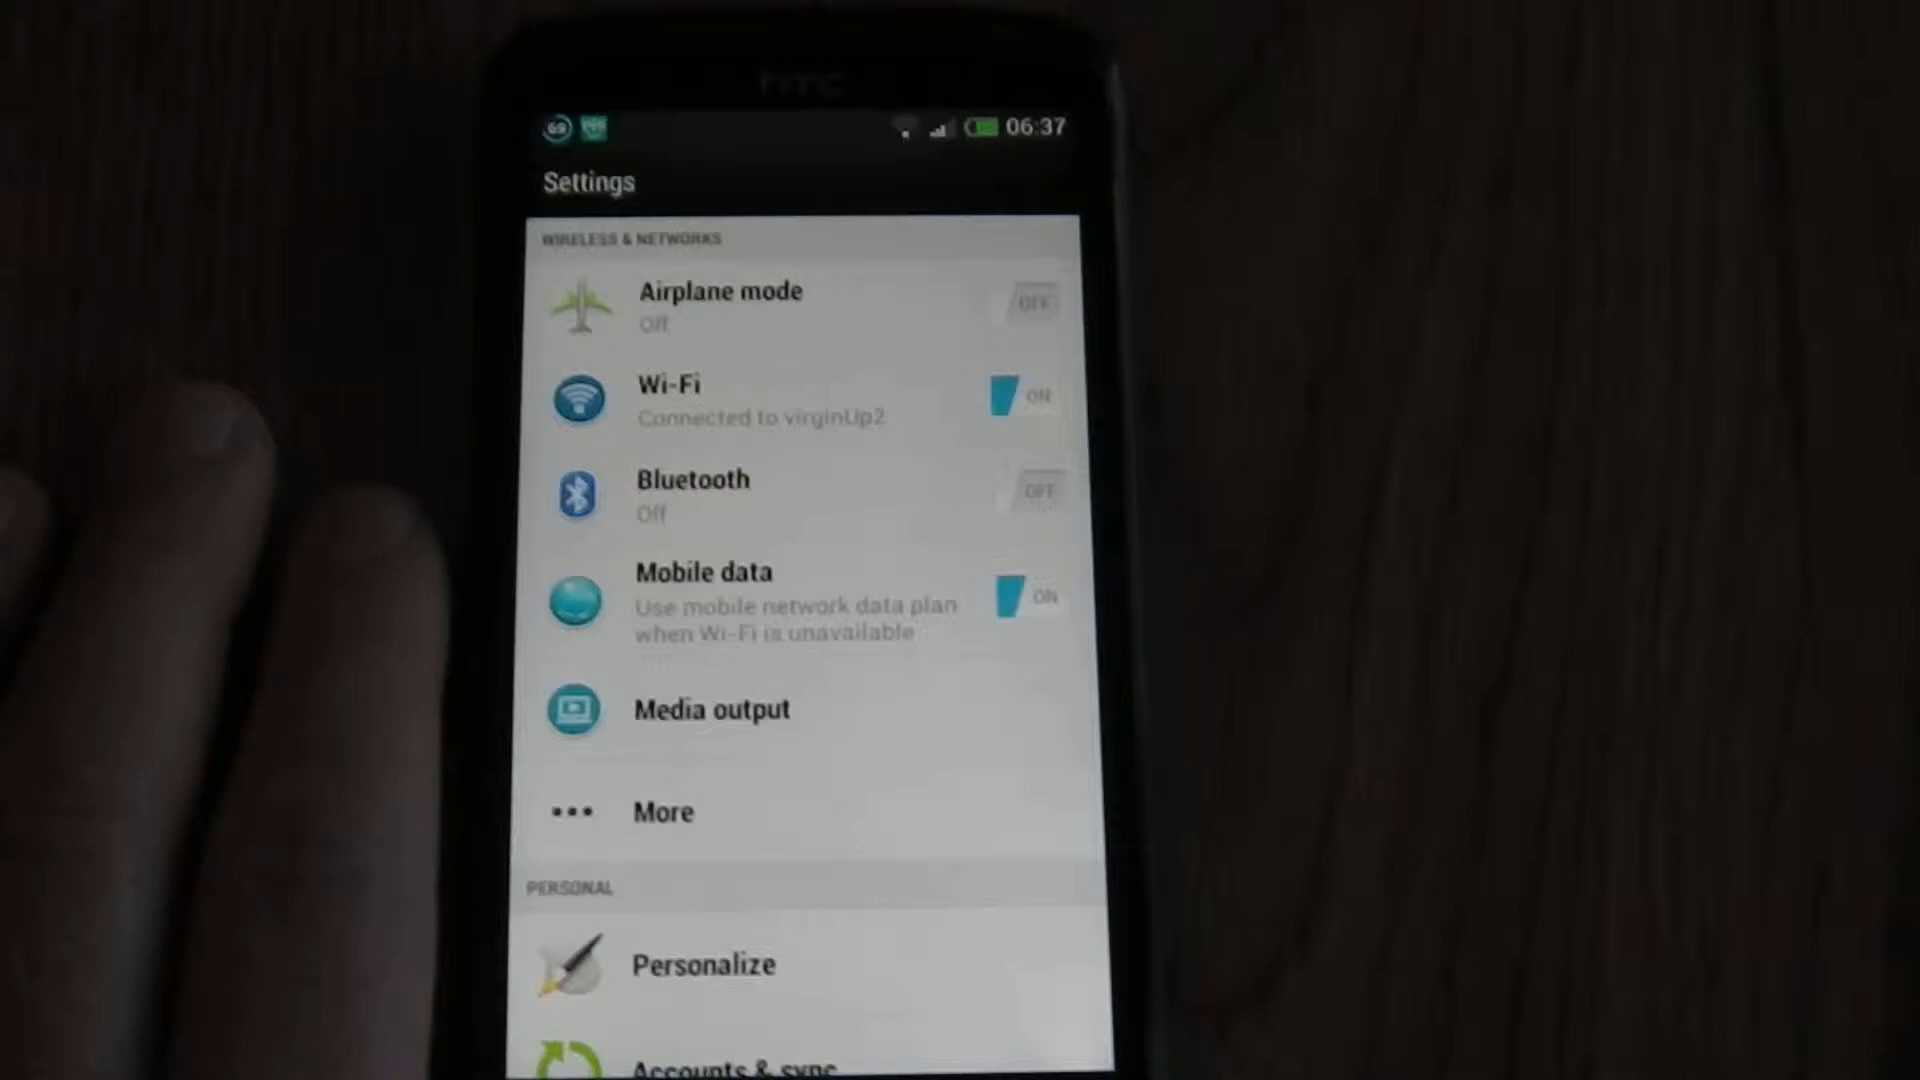 hTC
69
06:37
Settings
WIRELESS & NETWORKS
Airplane mode
Off
OFF
Wi-Fi
Connected to virginUp2
ON
Bluetooth
Off
OFF
Mobile data
Use mobile network data plan
when Wi-Fi is unavailable
ON
Media output
More
PERSONAL
Personalize
Accounts & sync